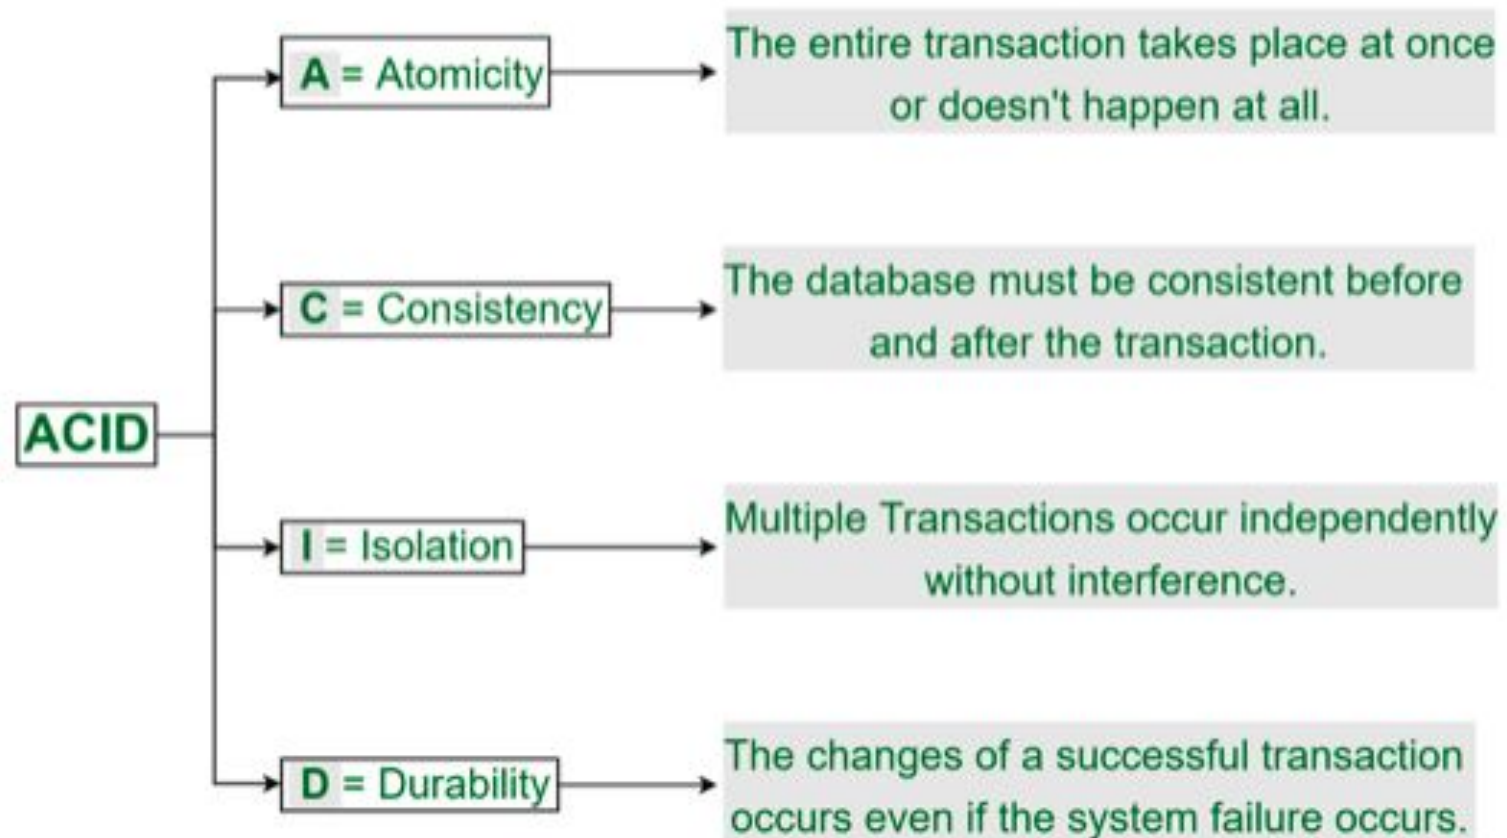 A = Atomicity
The entire transaction takes place at once
or doesn't happen at all.
C = Consistency
The database must be consistent before
and after the transaction.
ACID
I = Isolation
Multiple Transactions occur independently
without interference.
D = Durability
The changes of a successful transaction
occurs even if the system failure occurs.